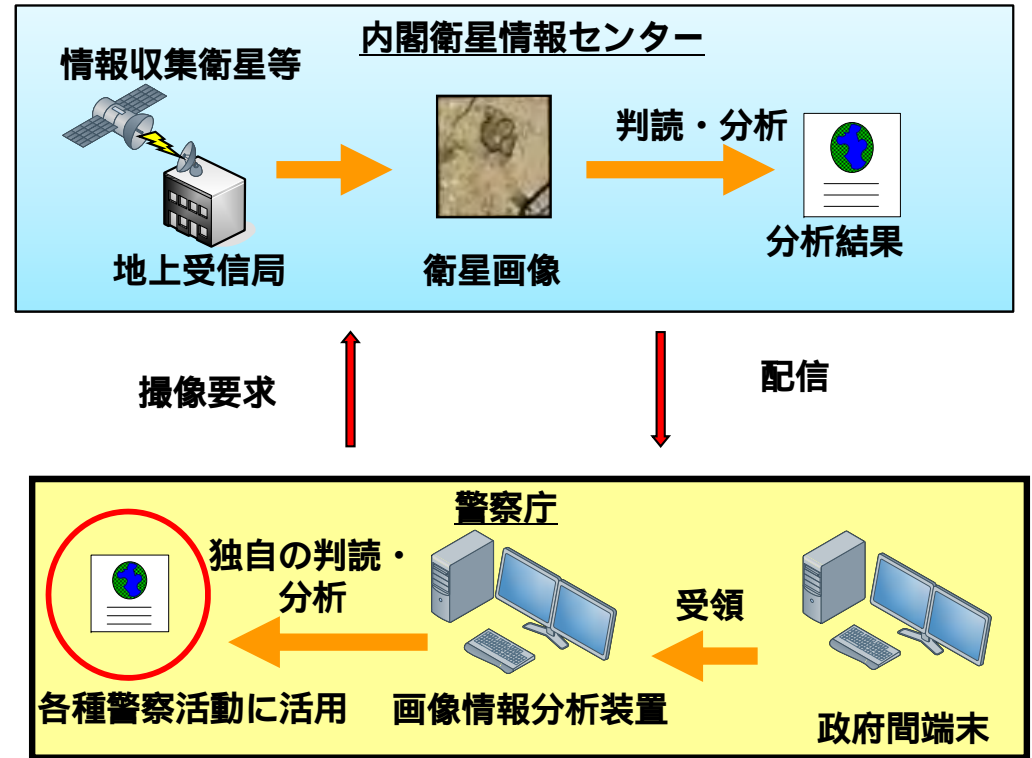 内閣衛星情報センター
情報収集衛星等
判読・分析
地上受信局
衛星画像
分析結果
撮像要求
配信
警察庁
独自の判読・
分析
受領
各種警察活動に活用
画像情報分析装置
政府間端末